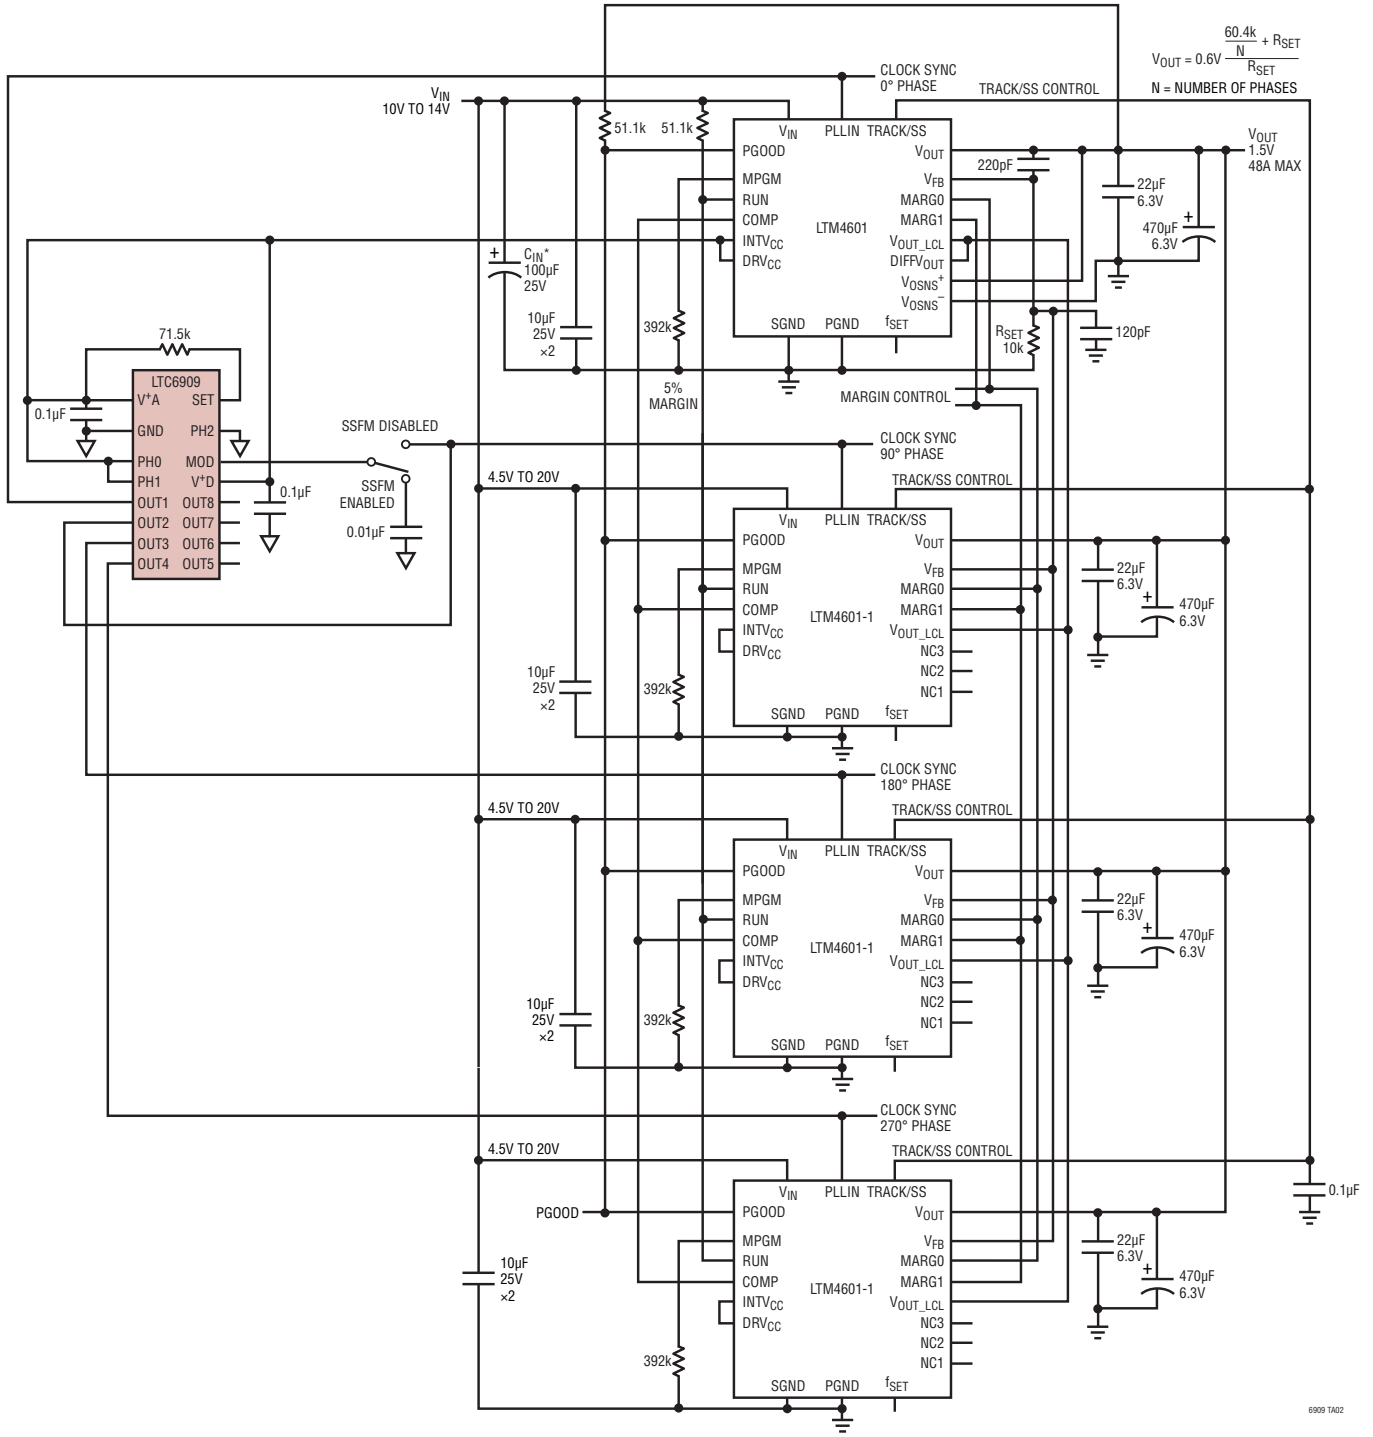 V_OUT = 0.6V (60.4k/N + R_SET)/R_SET
N = NUMBER OF PHASES
CLOCK SYNC
0° PHASE
V_IN
10V TO 14V
TRACK/SS CONTROL
51.1k
51.1k
V_IN
PLLIN
TRACK/SS
PGOOD
MPGM
RUN
COMP
INTV_CC
DRV_CC
LTM4601
V_OUT
V_FB
MARG0
MARG1
V_OUT_LCL
DIFFV_OUT
V_OSNS+
V_OSNS–
SGND
PGND
f_SET
220pF
V_OUT
1.5V
48A MAX
22µF
6.3V
+
470µF
6.3V
+
C_IN*
100µF
25V
10µF
25V
×2
392k
5%
MARGIN
R_SET
10k
120pF
MARGIN CONTROL
71.5k
LTC6909
V+A
GND
PH0
PH1
OUT1
OUT2
OUT3
OUT4
SET
PH2
MOD
V+D
OUT8
OUT7
OUT6
OUT5
0.1µF
0.1µF
SSFM DISABLED
SSFM
ENABLED
0.01µF
CLOCK SYNC
90° PHASE
4.5V TO 20V
TRACK/SS CONTROL
V_IN
PLLIN
TRACK/SS
PGOOD
MPGM
RUN
COMP
INTV_CC
DRV_CC
LTM4601-1
V_OUT
V_FB
MARG0
MARG1
V_OUT_LCL
NC3
NC2
NC1
SGND
PGND
f_SET
10µF
25V
×2
392k
22µF
6.3V
+
470µF
6.3V
CLOCK SYNC
180° PHASE
4.5V TO 20V
TRACK/SS CONTROL
V_IN
PLLIN
TRACK/SS
PGOOD
MPGM
RUN
COMP
INTV_CC
DRV_CC
LTM4601-1
V_OUT
V_FB
MARG0
MARG1
V_OUT_LCL
NC3
NC2
NC1
SGND
PGND
f_SET
10µF
25V
×2
392k
22µF
6.3V
+
470µF
6.3V
CLOCK SYNC
270° PHASE
4.5V TO 20V
TRACK/SS CONTROL
V_IN
PLLIN
TRACK/SS
PGOOD
PGOOD
MPGM
RUN
COMP
INTV_CC
DRV_CC
LTM4601-1
V_OUT
V_FB
MARG0
MARG1
V_OUT_LCL
NC3
NC2
NC1
SGND
PGND
f_SET
10µF
25V
×2
392k
22µF
6.3V
+
470µF
6.3V
0.1µF
6909 TA02